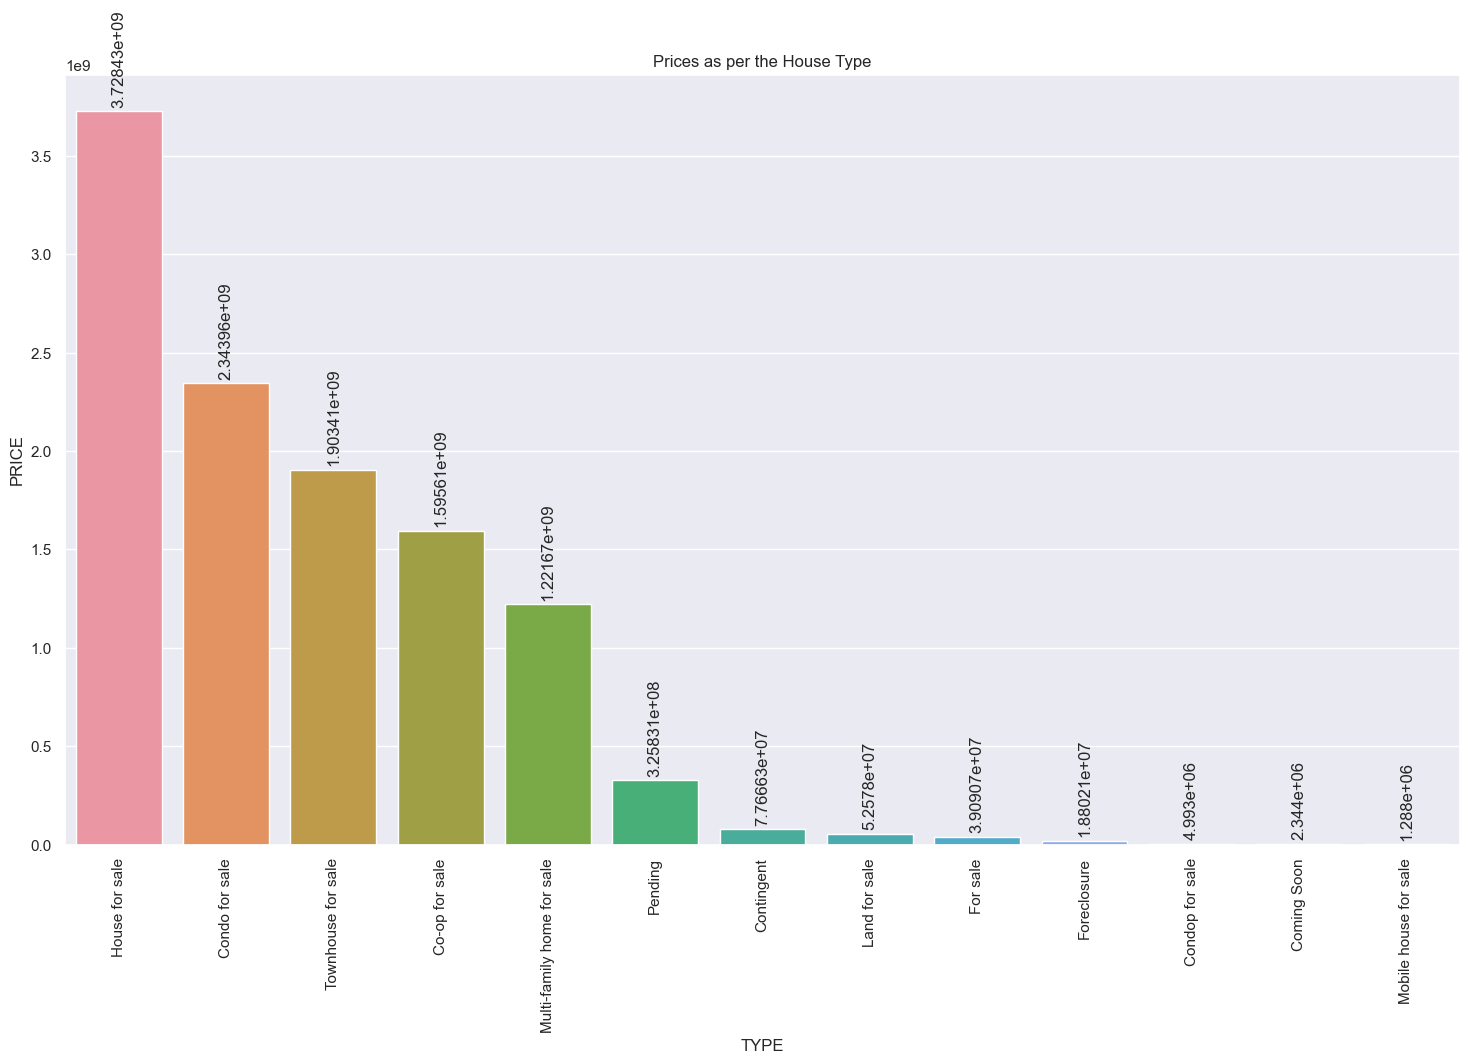 Prices as per the House Type
1e9
PRICE
3.5
3.0
2.5
2.0
1.5
1.0
0.5
0.0
3.72843e+09
2.34396e+09
1.90341e+09
1.59561e+09
1.22167e+09
3.25831e+08
7.76663e+07
5.2578e+07
3.90907e+07
1.88021e+07
4.993e+06
2.344e+06
1.288e+06
House for sale
Condo for sale
Townhouse for sale
Co-op for sale
Multi-family home for sale
Pending
Contingent
Land for sale
For sale
Foreclosure
Condop for sale
Coming Soon
Mobile house for sale
TYPE